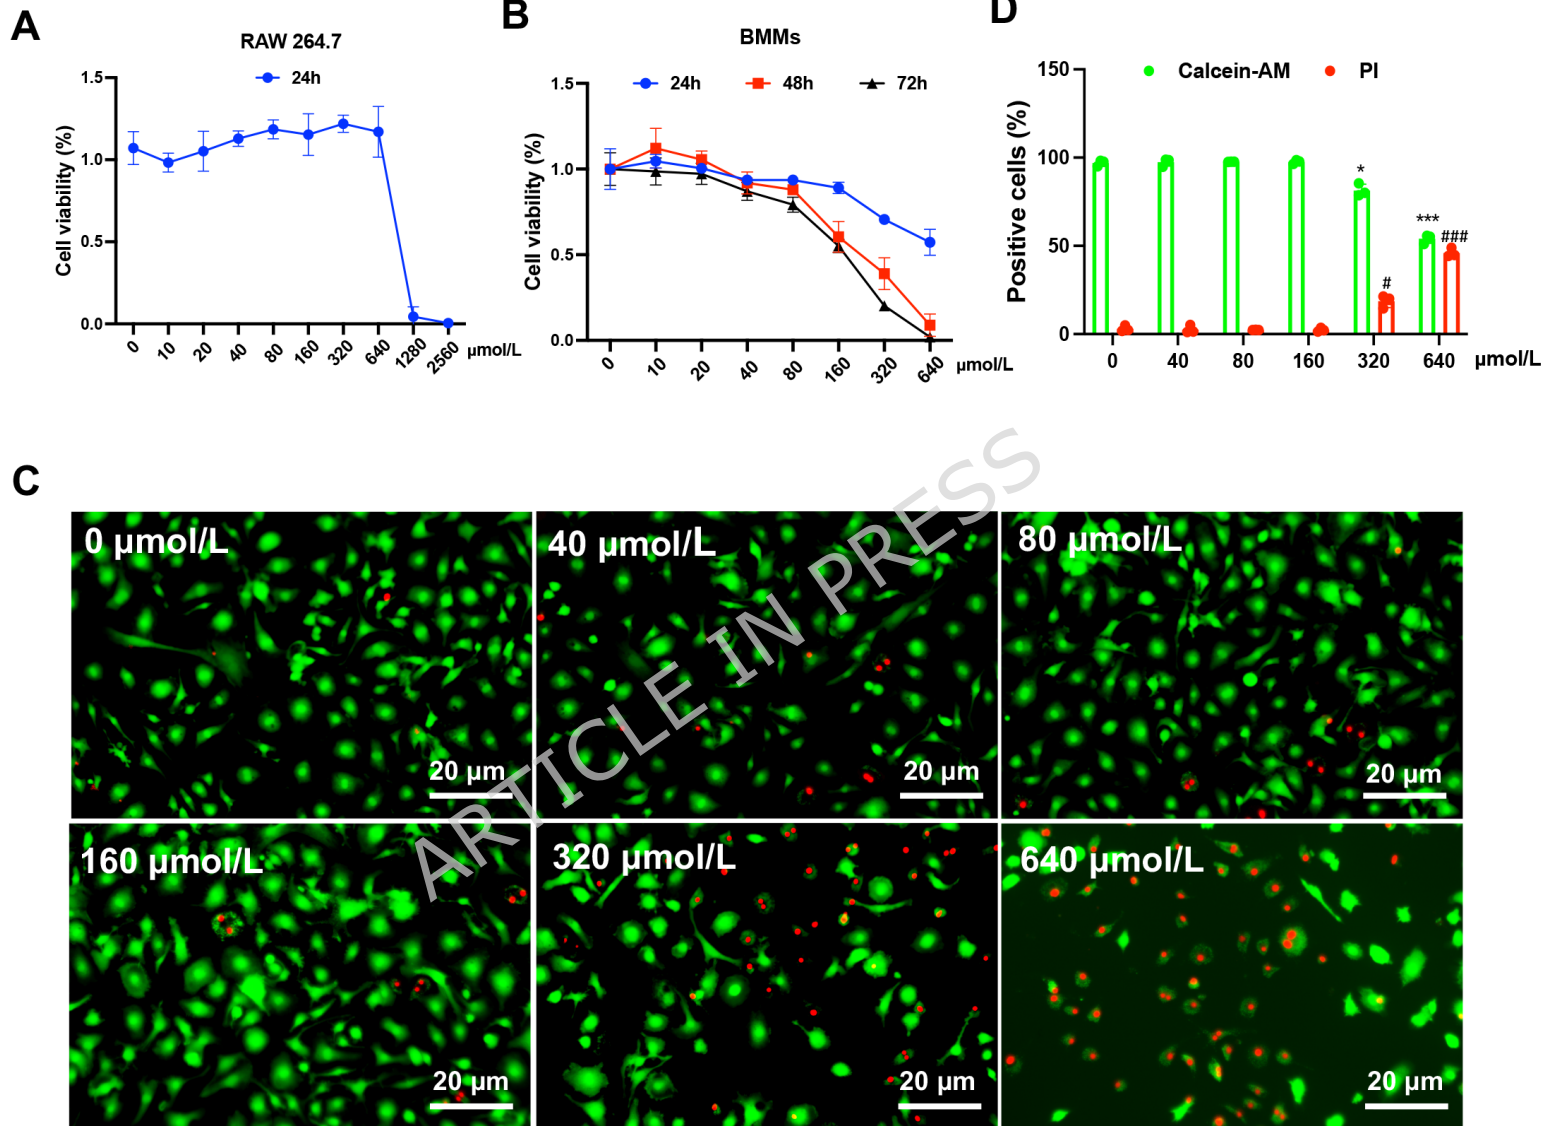 A
RAW 264.7
24h
Cell viability (%)
1.5
1.0
0.5
0.0
0 10 20 40 80 160 320 640 1280 2560 µmol/L
B
BMMs
24h 48h 72h
Cell viability (%)
1.5
1.0
0.5
0.0
0 10 20 40 80 160 320 640 µmol/L
D
Calcein-AM PI
Positive cells (%)
150
100
50
0
*
***
###
#
0 40 80 160 320 640 µmol/L
C
0 µmol/L
20 µm
40 µmol/L
20 µm
80 µmol/L
20 µm
160 µmol/L
20 µm
320 µmol/L
20 µm
640 µmol/L
20 µm
ARTICLE IN PRESS